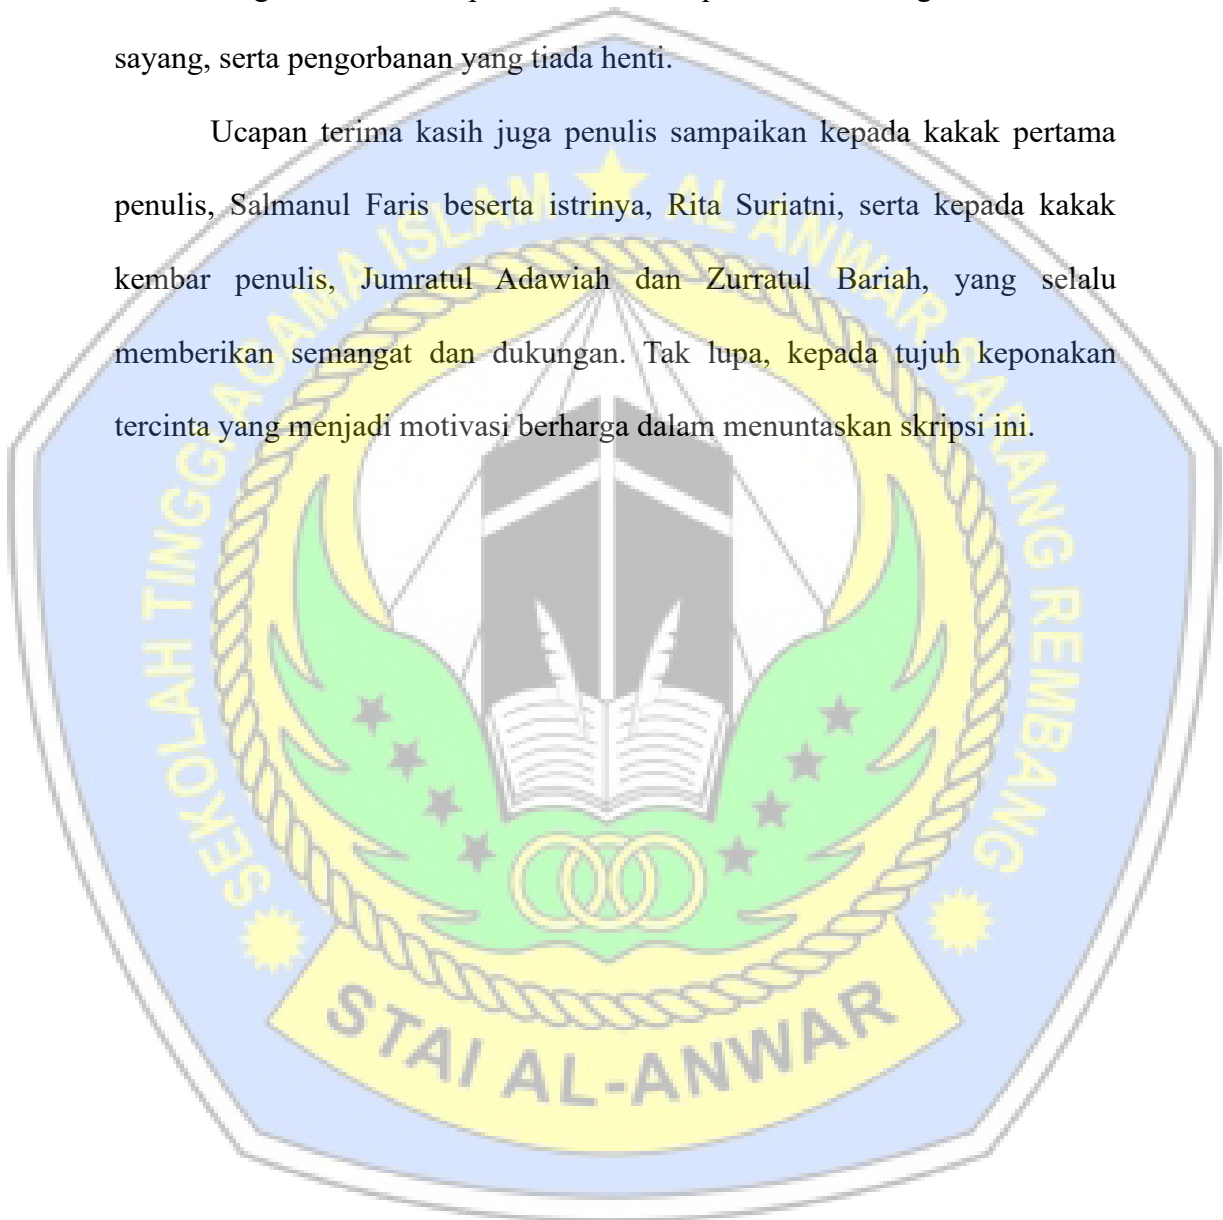 sayang, serta pengorbanan yang tiada henti.
Ucapan terima kasih juga penulis sampaikan kepada kakak pertama
penulis, Salmanul Faris beserta istrinya, Rita Suriatni, serta kepada kakak
kembar penulis, Jumratul Adawiah dan Zurratul Bariah, yang selalu
memberikan semangat dan dukungan. Tak lupa, kepada tujuh keponakan
tercinta yang menjadi motivasi berharga dalam menuntaskan skripsi ini.
SEKOLAH TINGGI AGAMA ISLAM ★ AL ANWAR SARANG REMBANG
STAI AL-ANWAR